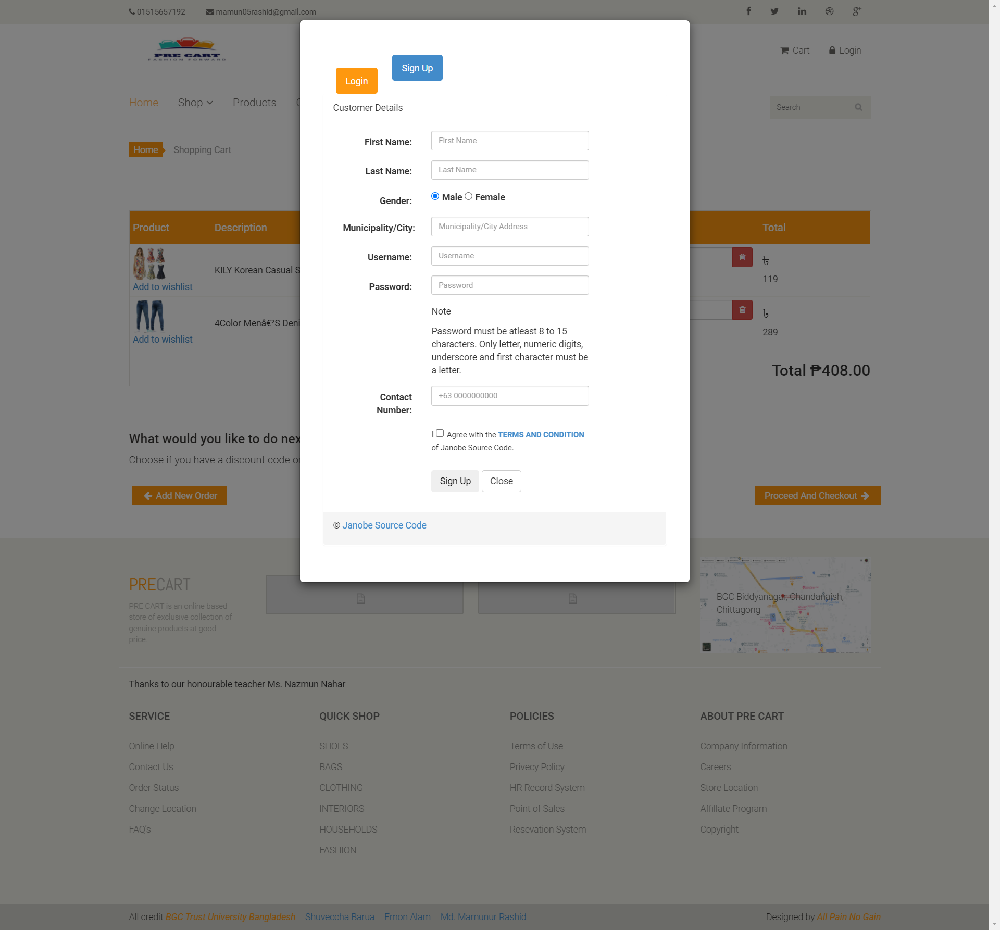 01515657192
mamun05rashid@gmail.com
PRE CART
FASHION FORWARD
Cart
Login
Home
Shop
Products
Search
Home
Shopping Cart
Login
Sign Up
Customer Details
First Name:
First Name
Last Name:
Last Name
Gender:
Male
Female
Municipality/City:
Municipality/City Address
Username:
Username
Password:
Password
Note
Password must be atleast 8 to 15
characters. Only letter, numeric digits,
underscore and first character must be
a letter.
Contact
Number:
+63 0000000000
I Agree with the TERMS AND CONDITION
of Janobe Source Code.
Sign Up
Close
© Janobe Source Code
Product
Description
Total
KILY Korean Casual S
Add to wishlist
৳
119
4Color Menâ€²S Deni
Add to wishlist
৳
289
Total ₱408.00
What would you like to do nex
Choose if you have a discount code or
Add New Order
Proceed And Checkout
PRECART
PRE CART is an online based
store of exclusive collection of
genuine products at good
price.
BGC Biddyanagar, Chandanaish,
Chittagong
Thanks to our honourable teacher Ms. Nazmun Nahar
SERVICE
Online Help
Contact Us
Order Status
Change Location
FAQ's
QUICK SHOP
SHOES
BAGS
CLOTHING
INTERIORS
HOUSEHOLDS
FASHION
POLICIES
Terms of Use
Privecy Policy
HR Record System
Point of Sales
Resevation System
ABOUT PRE CART
Company Information
Careers
Store Location
Affillate Program
Copyright
All credit BGC Trust University Bangladesh Shuveccha Barua Emon Alam Md. Mamunur Rashid
Designed by All Pain No Gain